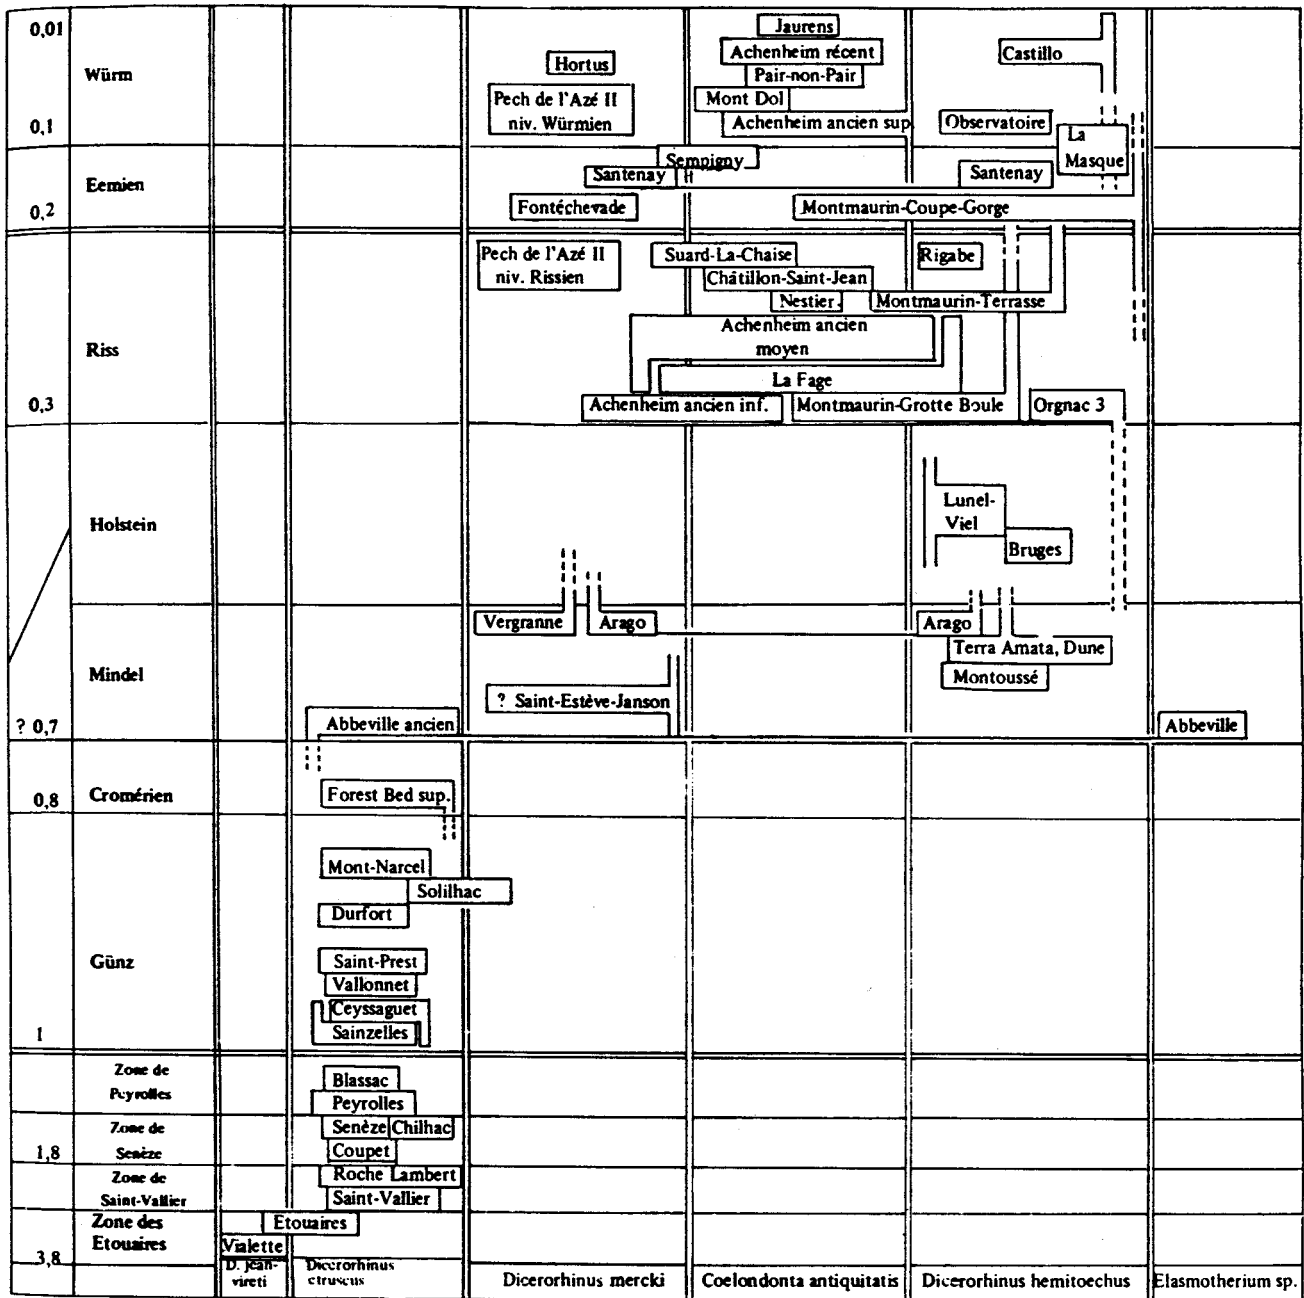 0,01
Würm
Jaurens
Achenheim récent
Castillo
Hortus
Pair-non-Pair
Pech de l'Azé II
niv. Würmien
Mont Dol
0,1
Achenheim ancien sup.
Observatoire
La
Masque
Eemien
Sempigny
Santenay
Santenay
0,2
Fontéchevade
Montmaurin-Coupe-Gorge
Pech de l'Azé II
niv. Rissien
Suard-La-Chaise
Rigabe
Châtillon-Saint-Jean
Nestier
Montmaurin-Terrasse
Riss
Achenheim ancien
moyen
La Fage
0,3
Achenheim ancien inf.
Montmaurin-Grotte Boule
Orgnac 3
Holstein
Lunel-
Viel
Bruges
Vergranne
Arago
Arago
Terra Amata, Dune
Mindel
Montoussé
? Saint-Estève-Janson
? 0,7
Abbeville ancien
Abbeville
0,8
Cromérien
Forest Bed sup.
Mont-Narcel
Solilhac
Durfort
Günz
Saint-Prest
Vallonnet
Ceyssaguet
1
Sainzelles
Zone de
Peyrolles
Blassac
Peyrolles
Zone de
Senèze
Senèze
Chilhac
1,8
Coupet
Zone de
Saint-Vallier
Roche Lambert
Saint-Vallier
Zone des
Etouaires
Etouaires
Vialette
3,8
D. jean-
vireti
Dicerorhinus
etruscus
Dicerorhinus mercki
Coelondonta antiquitatis
Dicerorhinus hemitoechus
Elasmotherium sp.